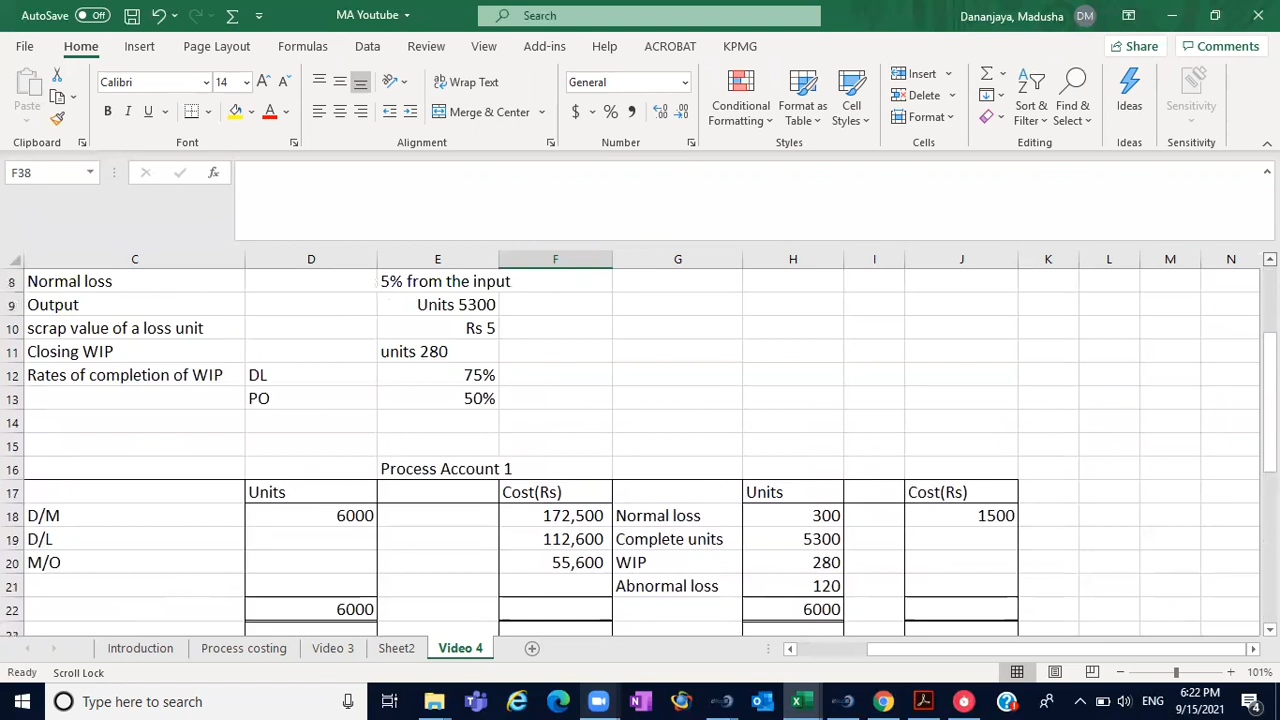 AutoSave Off MA Youtube Search Dananjaya, Madusha DM
File Home Insert Page Layout Formulas Data Review View Add-ins Help ACROBAT KPMG Share Comments
Calibri 14 Wrap Text General Insert
Paste Merge & Center Conditional Formatting Format as Table Cell Styles Delete Format Sort & Filter Find & Select Ideas Sensitivity
Clipboard Font Alignment Number Styles Cells Editing Ideas Sensitivity
F38 fx
C D E F G H I J K L M N
8 Normal loss 5% from the input
9 Output Units 5300
10 scrap value of a loss unit Rs 5
11 Closing WIP units 280
12 Rates of completion of WIP DL 75%
13 PO 50%
14
15
16 Process Account 1
17 Units Cost(Rs) Units Cost(Rs)
18 D/M 6000 172,500 Normal loss 300 1500
19 D/L 112,600 Complete units 5300
20 M/O 55,600 WIP 280
21 Abnormal loss 120
22 6000 6000
Introduction Process costing Video 3 Sheet2 Video 4
Ready Scroll Lock 101%
Type here to search ENG 6:22 PM
9/15/2021 4